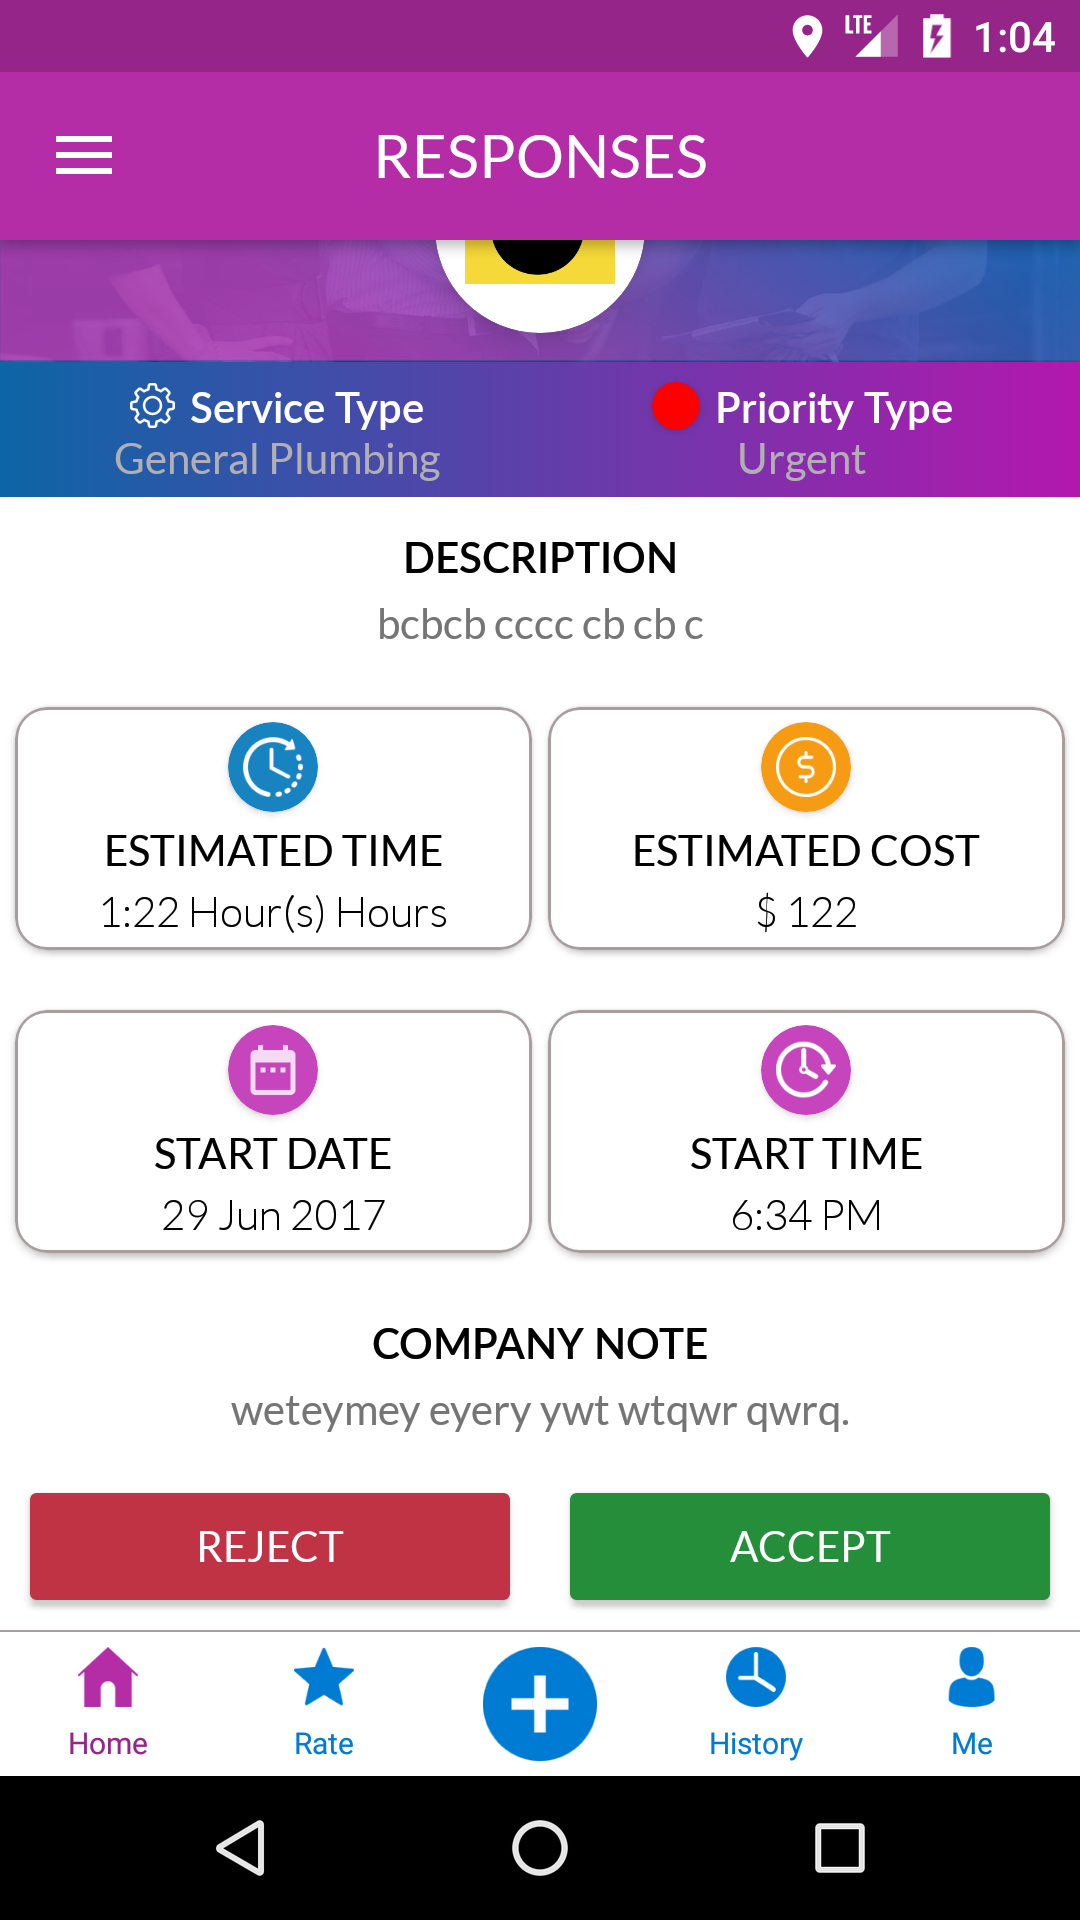 LTE 1:04
RESPONSES
Service Type
General Plumbing
Priority Type
Urgent
DESCRIPTION
bcbcb cccc cb cb c
ESTIMATED TIME
1:22 Hour(s) Hours
ESTIMATED COST
$ 122
START DATE
29 Jun 2017
START TIME
6:34 PM
COMPANY NOTE
weteymey eyery ywt wtqwr qwrq.
REJECT
ACCEPT
Home
Rate
History
Me